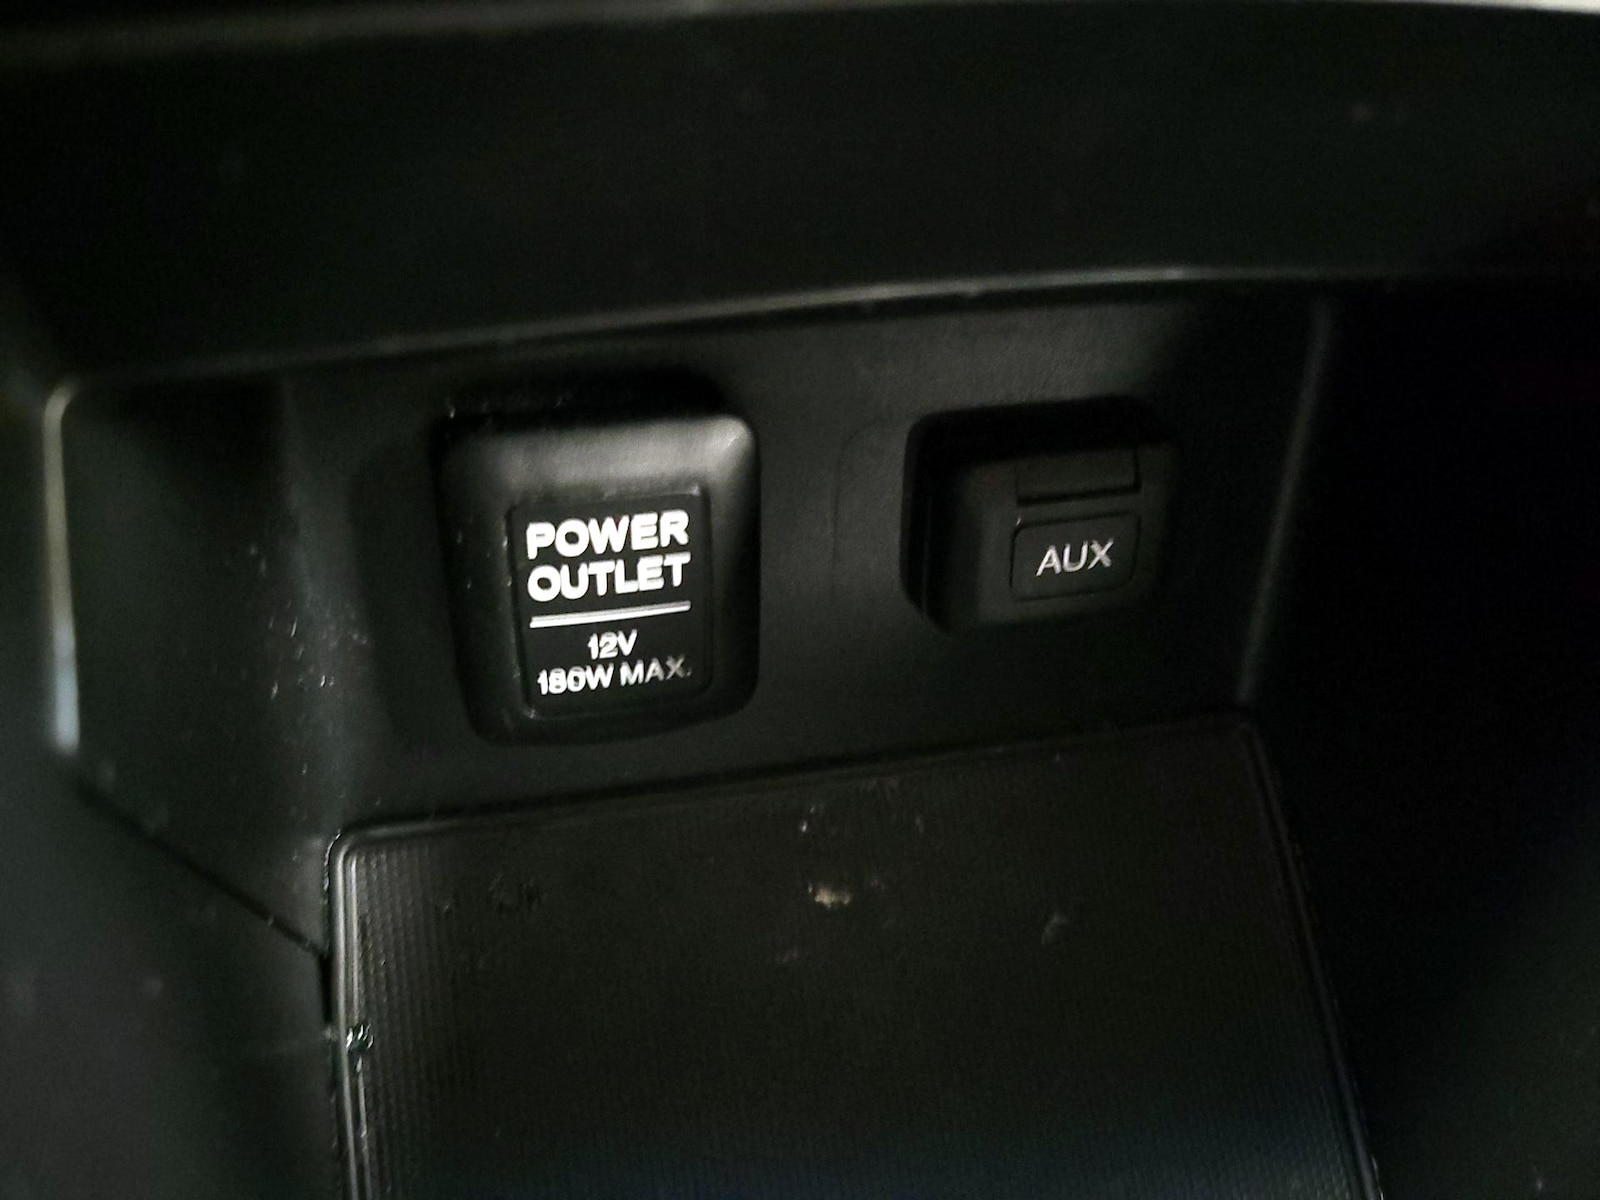 POWER
OUTLET
12V
180W MAX.
AUX